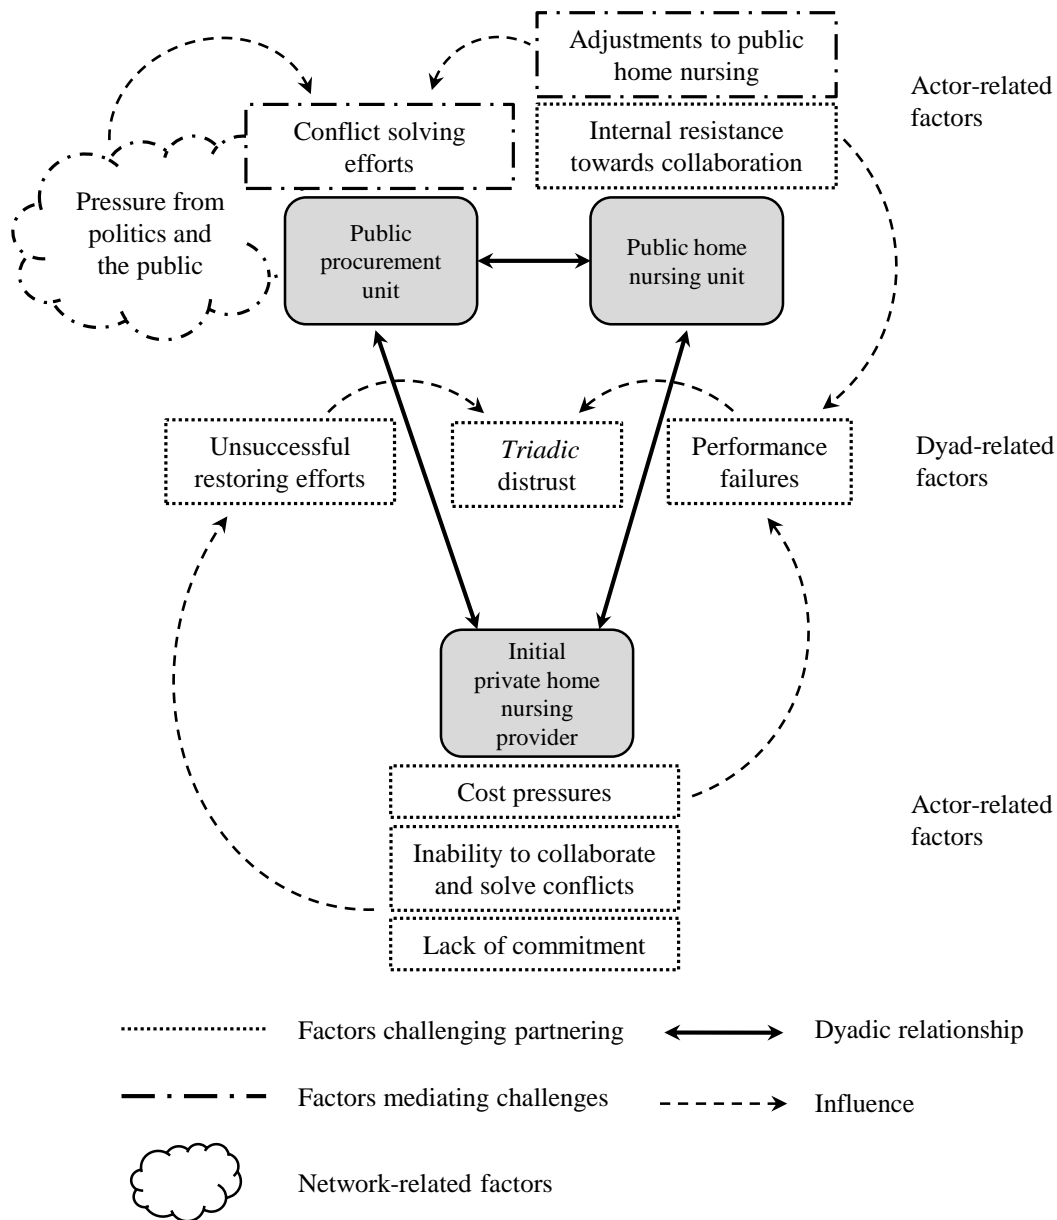 Adjustments to public
home nursing
Actor-related
factors
Conflict solving
efforts
Internal resistance
towards collaboration
Pressure from
politics and
the public
Public
procurement
unit
Public home
nursing unit
Unsuccessful
restoring efforts
Triadic
distrust
Performance
failures
Dyad-related
factors
Initial
private home
nursing
provider
Cost pressures
Actor-related
factors
Inability to collaborate
and solve conflicts
Lack of commitment
Factors challenging partnering
Dyadic relationship
Factors mediating challenges
Influence
Network-related factors